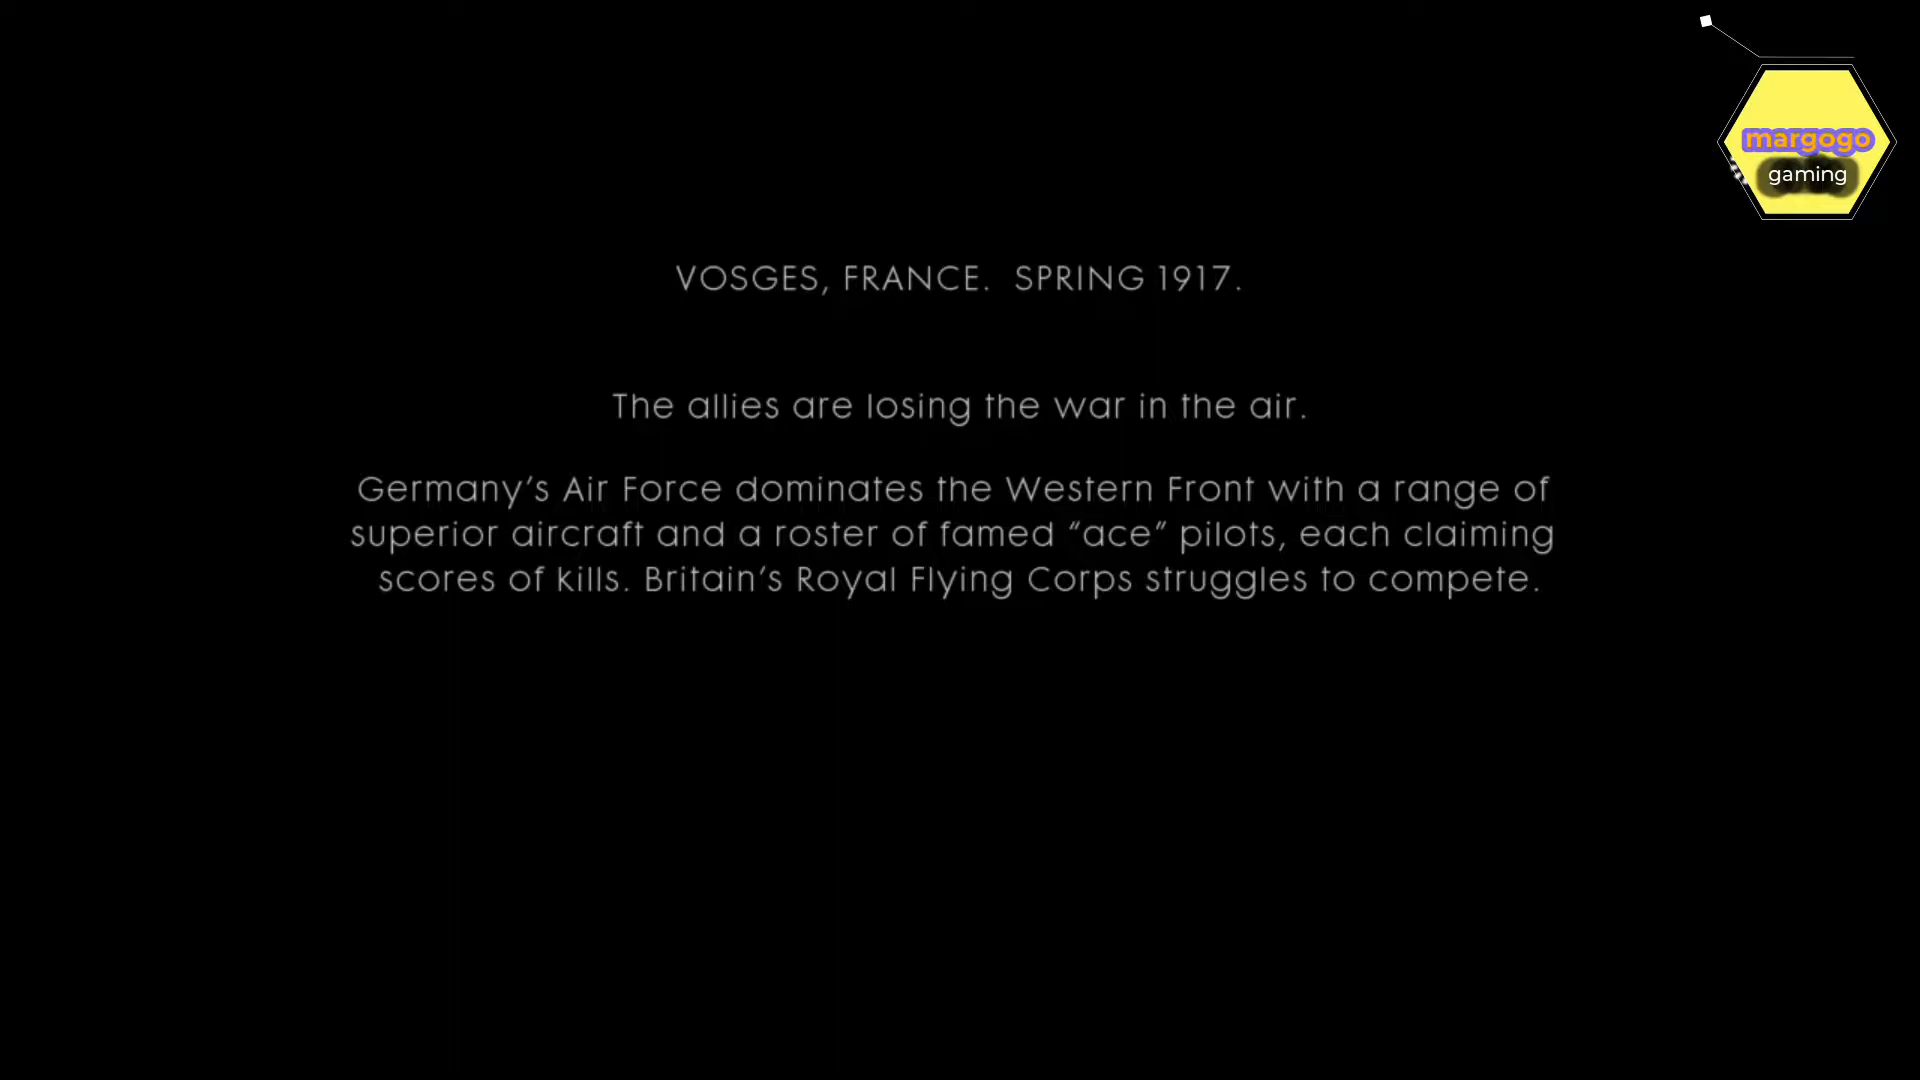 margogo
gaming
VOSGES, FRANCE. SPRING 1917.
The allies are losing the war in the air.
Germany’s Air Force dominates the Western Front with a range of
superior aircraft and a roster of famed “ace” pilots, each claiming
scores of kills. Britain’s Royal Flying Corps struggles to compete.